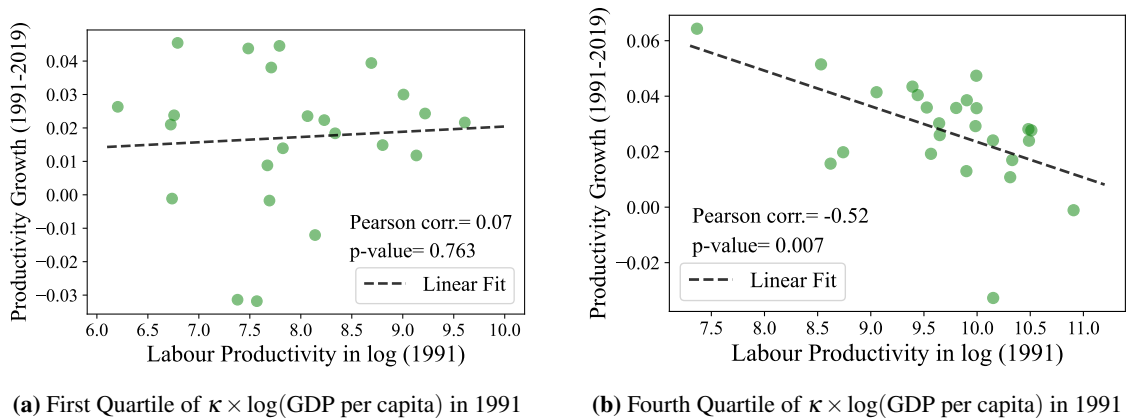 Productivity Growth (1991-2019)
0.04
0.03
0.02
0.01
0.00
−0.01
−0.02
−0.03
Pearson corr.= 0.07
p-value= 0.763
Linear Fit
6.0 6.5 7.0 7.5 8.0 8.5 9.0 9.5 10.0
Labour Productivity in log (1991)
(a) First Quartile of κ × log(GDP per capita) in 1991
Productivity Growth (1991-2019)
0.06
0.04
0.02
0.00
−0.02
Pearson corr.= -0.52
p-value= 0.007
Linear Fit
7.5 8.0 8.5 9.0 9.5 10.0 10.5 11.0
Labour Productivity in log (1991)
(b) Fourth Quartile of κ × log(GDP per capita) in 1991